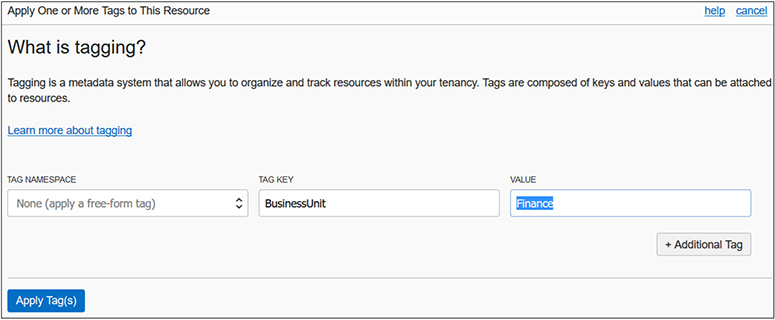 Apply One or More Tags to This Resource help cancel
What is tagging?
Tagging is a metadata system that allows you to organize and track resources within your tenancy. Tags are composed of keys and values that can be attached
to resources.
Learn more about tagging
TAG NAMESPACE TAG KEY VALUE
None (apply a free-form tag) BusinessUnit Finance
+ Additional Tag
Apply Tag(s)